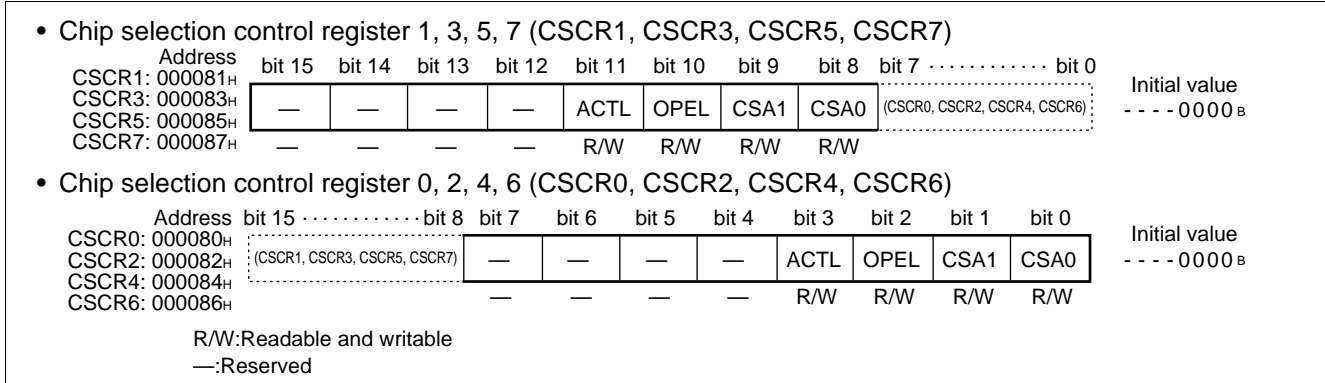 • Chip selection control register 1, 3, 5, 7 (CSCR1, CSCR3, CSCR5, CSCR7)
Address bit 15 bit 14 bit 13 bit 12 bit 11 bit 10 bit 9 bit 8 bit 7 ············ bit 0
CSCR1: 000081H
CSCR3: 000083H
CSCR5: 000085H
CSCR7: 000087H
— — — — ACTL OPEL CSA1 CSA0 (CSCR0, CSCR2, CSCR4, CSCR6)
— — — — R/W R/W R/W R/W
Initial value
- - - - 0000 B
• Chip selection control register 0, 2, 4, 6 (CSCR0, CSCR2, CSCR4, CSCR6)
Address bit 15 ············ bit 8 bit 7 bit 6 bit 5 bit 4 bit 3 bit 2 bit 1 bit 0
CSCR0: 000080H
CSCR2: 000082H
CSCR4: 000084H
CSCR6: 000086H
(CSCR1, CSCR3, CSCR5, CSCR7) — — — — ACTL OPEL CSA1 CSA0
— — — — R/W R/W R/W R/W
Initial value
- - - - 0000 B
R/W:Readable and writable
—:Reserved